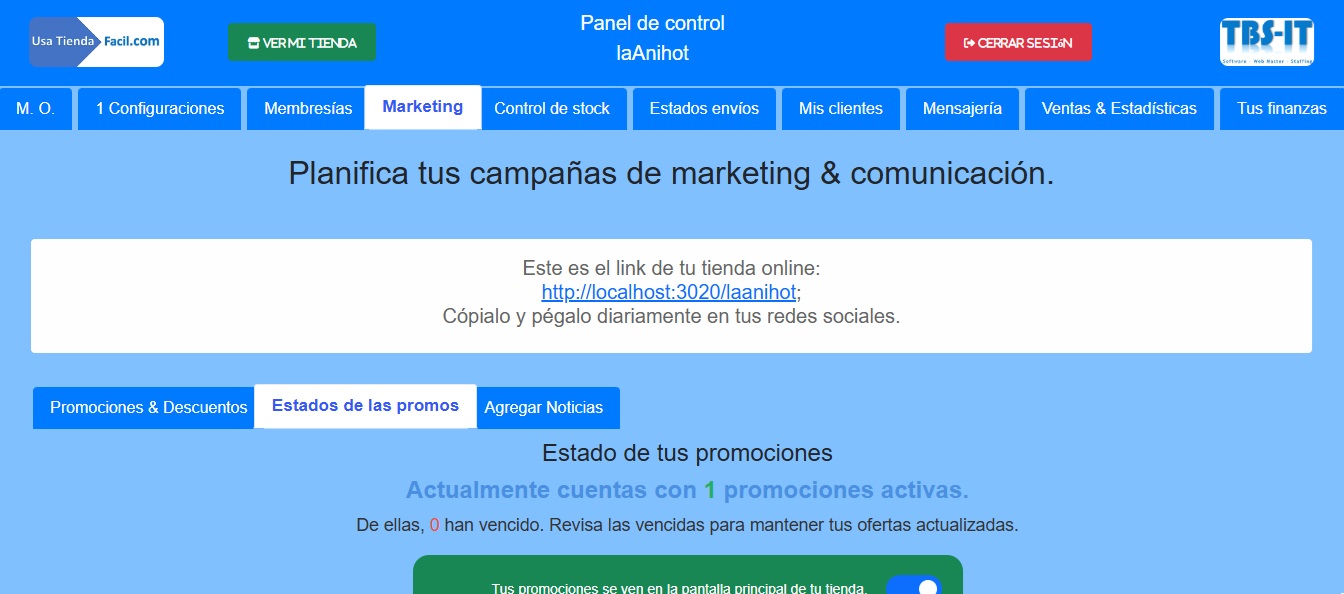 Usa Tienda Facil.com
VER MI TIENDA
Panel de control
laAnihot
CERRAR SESIóN
TBS-IT
Software - Web Master - Staffing
M. O.
1 Configuraciones
Membresías
Marketing
Control de stock
Estados envíos
Mis clientes
Mensajería
Ventas & Estadísticas
Tus finanzas
Planifica tus campañas de marketing & comunicación.
Este es el link de tu tienda online:
http://localhost:3020/laanihot;
Cópialo y pégalo diariamente en tus redes sociales.
Promociones & Descuentos
Estados de las promos
Agregar Noticias
Estado de tus promociones
Actualmente cuentas con 1 promociones activas.
De ellas, 0 han vencido. Revisa las vencidas para mantener tus ofertas actualizadas.
Tus promociones se ven en la pantalla principal de tu tienda.